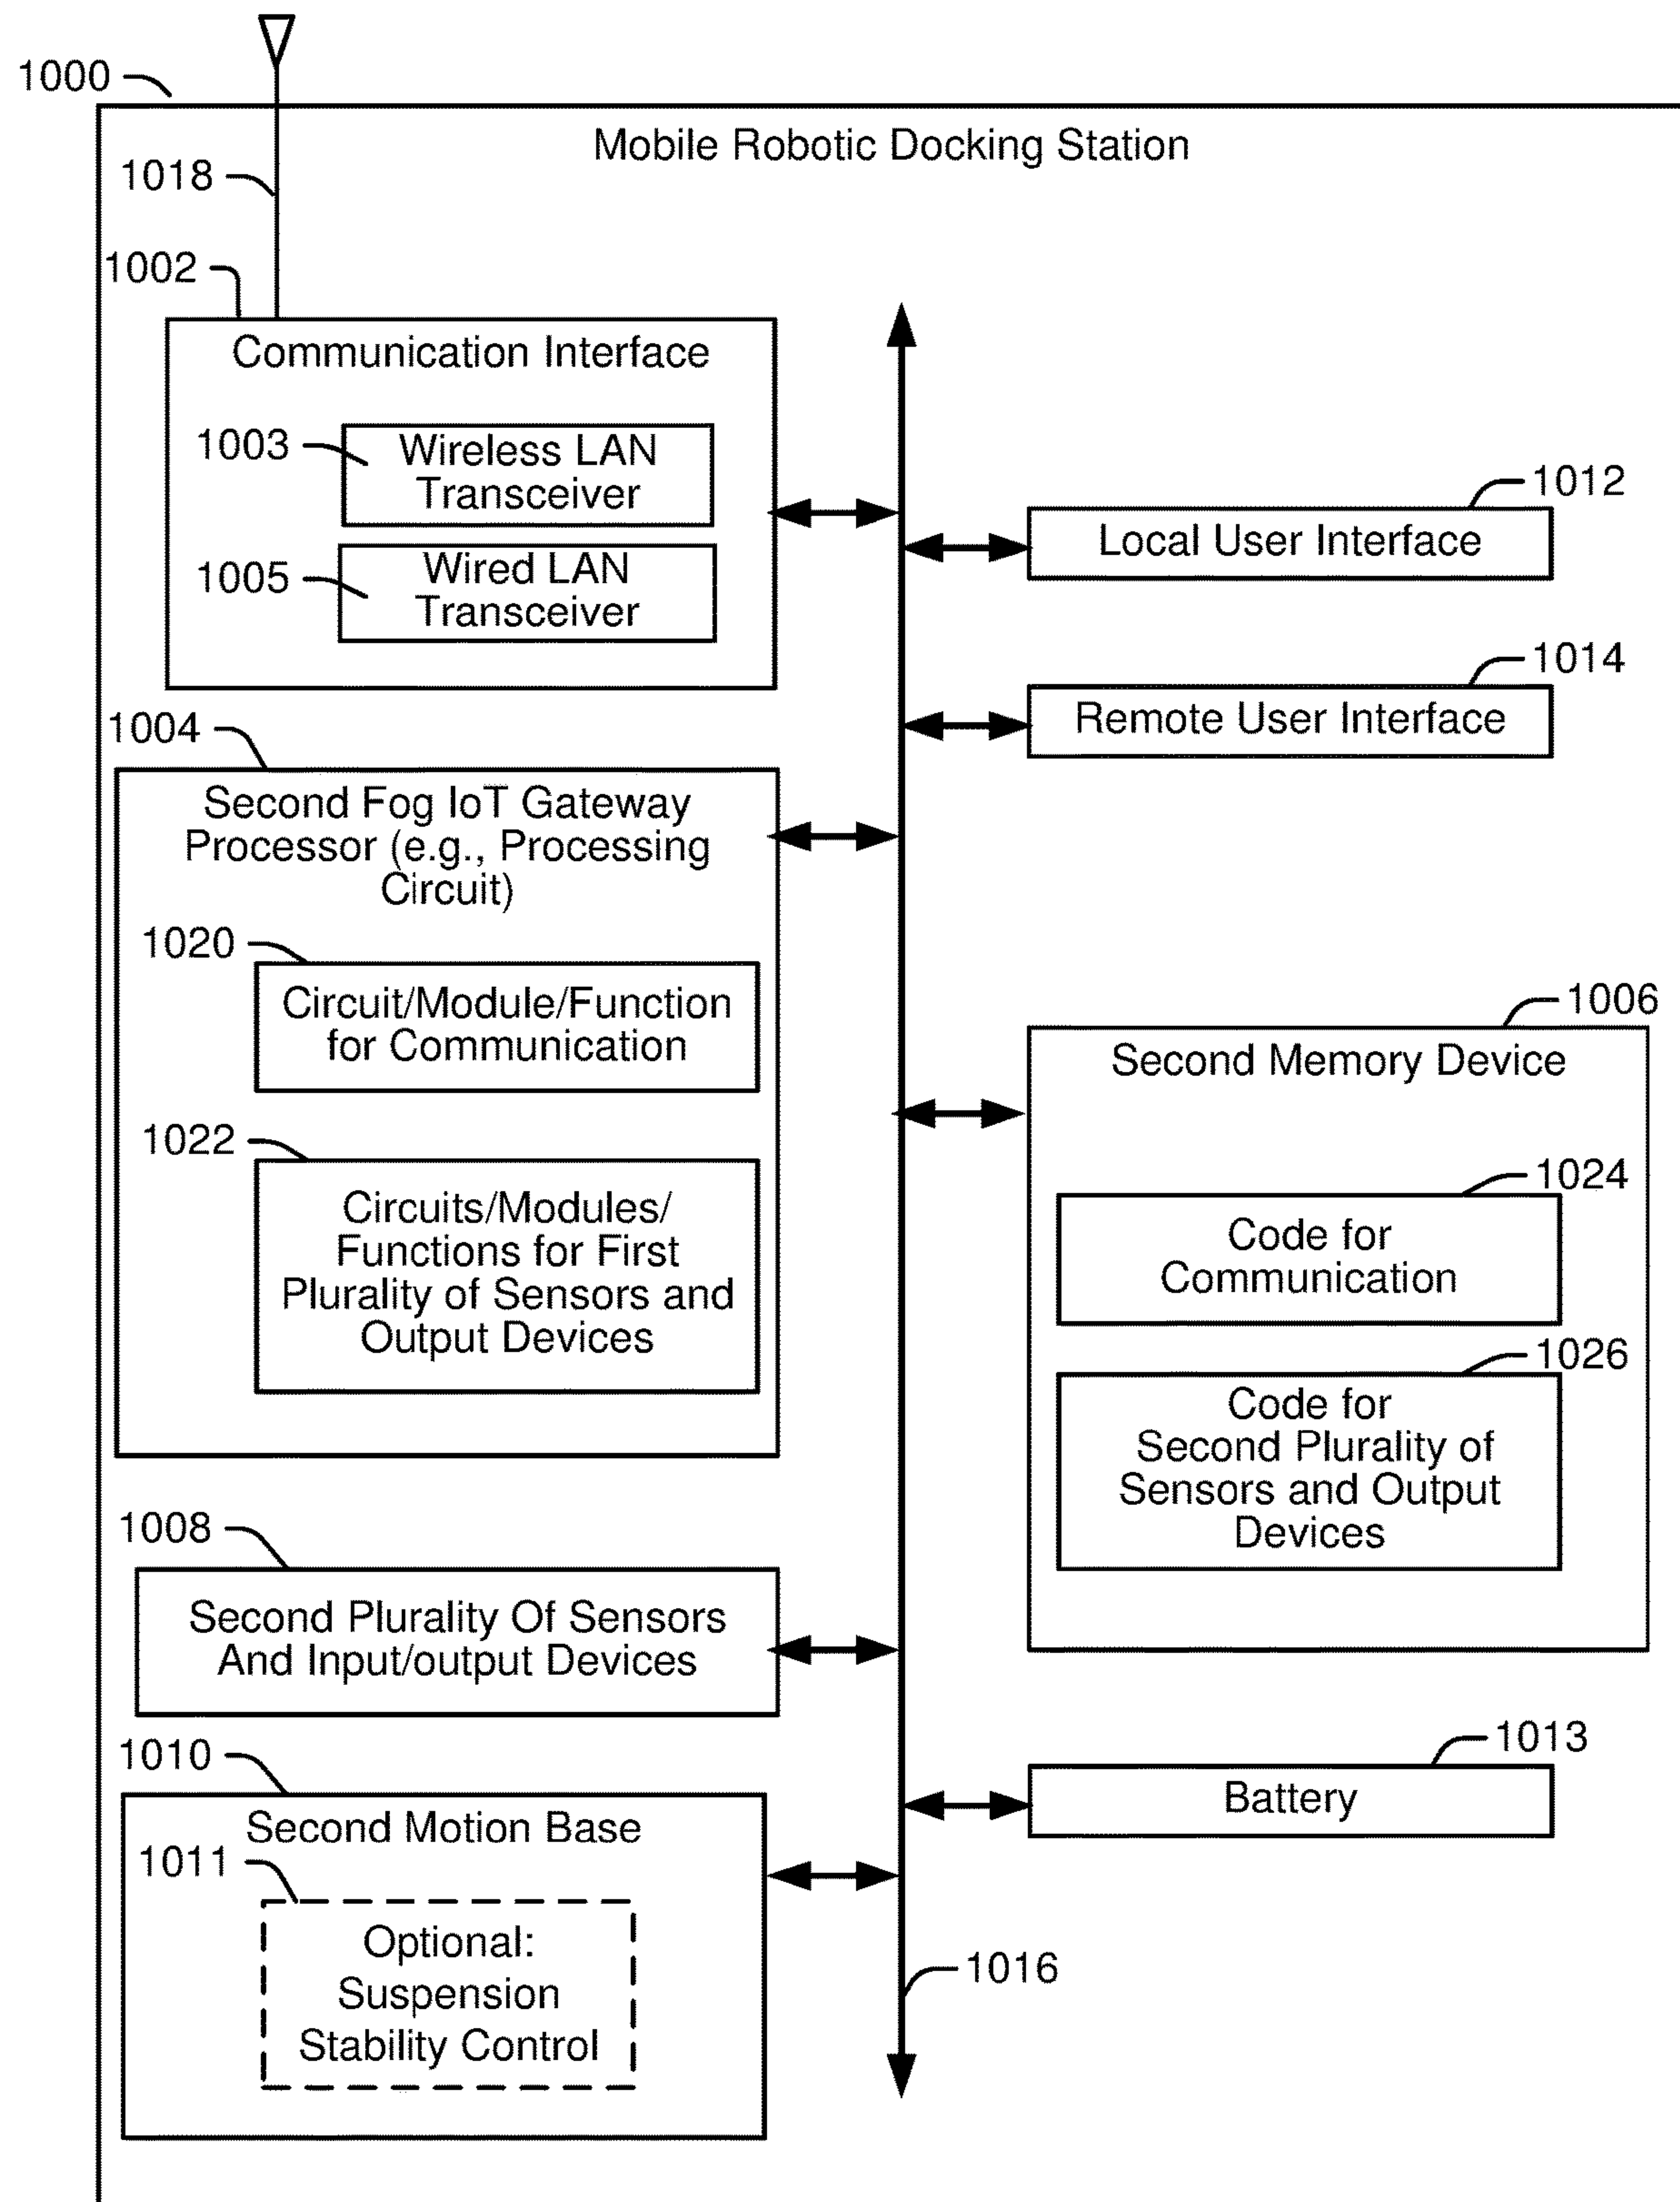 1000
Mobile Robotic Docking Station
1018
1002
Communication Interface
1003
Wireless LAN
Transceiver
1005
Wired LAN
Transceiver
1012
Local User Interface
1014
Remote User Interface
1004
Second Fog IoT Gateway
Processor (e.g., Processing
Circuit)
1020
Circuit/Module/Function
for Communication
1022
Circuits/Modules/
Functions for First
Plurality of Sensors and
Output Devices
1006
Second Memory Device
1024
Code for
Communication
1026
Code for
Second Plurality of
Sensors and Output
Devices
1008
Second Plurality Of Sensors
And Input/output Devices
1013
Battery
1010
Second Motion Base
1011
Optional:
Suspension
Stability Control
1016